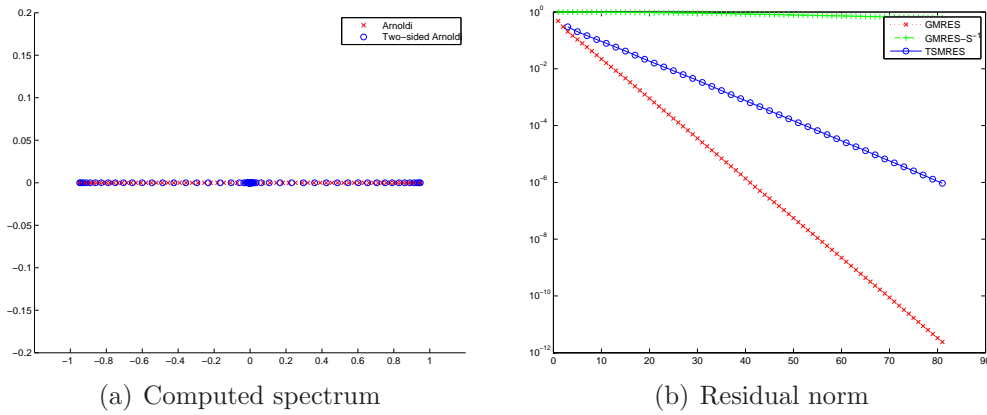 0.2
0.15
0.1
0.05
0
−0.05
−0.1
−0.15
−0.2
−1 −0.8 −0.6 −0.4 −0.2 0 0.2 0.4 0.6 0.8 1
Arnoldi
Two-sided Arnoldi
(a) Computed spectrum
10^0
10^−2
10^−4
10^−6
10^−8
10^−10
10^−12
0 10 20 30 40 50 60 70 80 90
GMRES
GMRES−S^−1
TSMRES
(b) Residual norm